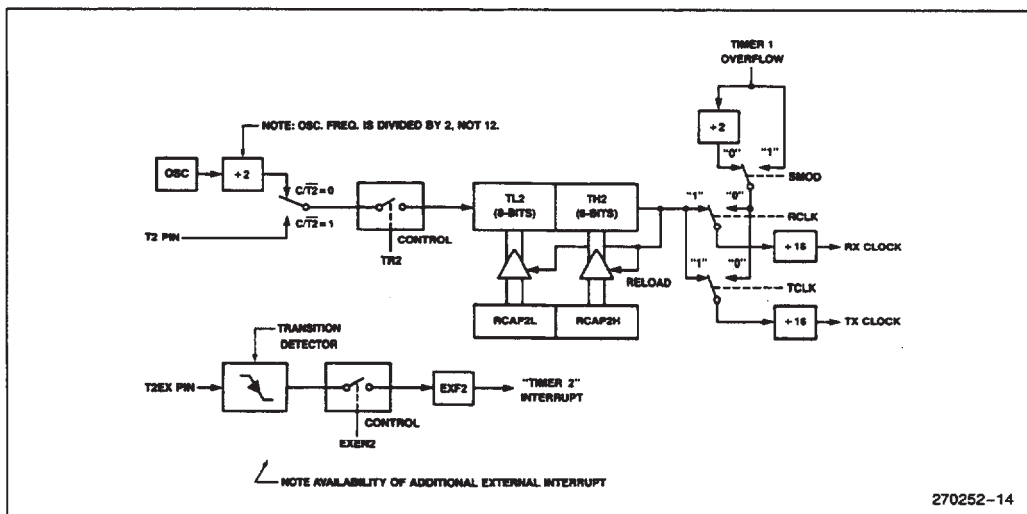 TIMER 1
OVERFLOW
÷ 2
NOTE: OSC. FREQ. IS DIVIDED BY 2, NOT 12.
"0"
"1"
SMOD
OSC
÷ 2
C/T2̅ = 0
C/T2̅ = 1
T2 PIN
CONTROL
TR2
TL2
(8-BITS)
TH2
(8-BITS)
"1"
"0"
RCLK
÷ 16
RX CLOCK
RELOAD
"1"
"0"
TCLK
÷ 16
TX CLOCK
RCAP2L
RCAP2H
TRANSITION
DETECTOR
T2EX PIN
CONTROL
EXEN2
EXF2
"TIMER 2"
INTERRUPT
NOTE AVAILABILITY OF ADDITIONAL EXTERNAL INTERRUPT
270252-14